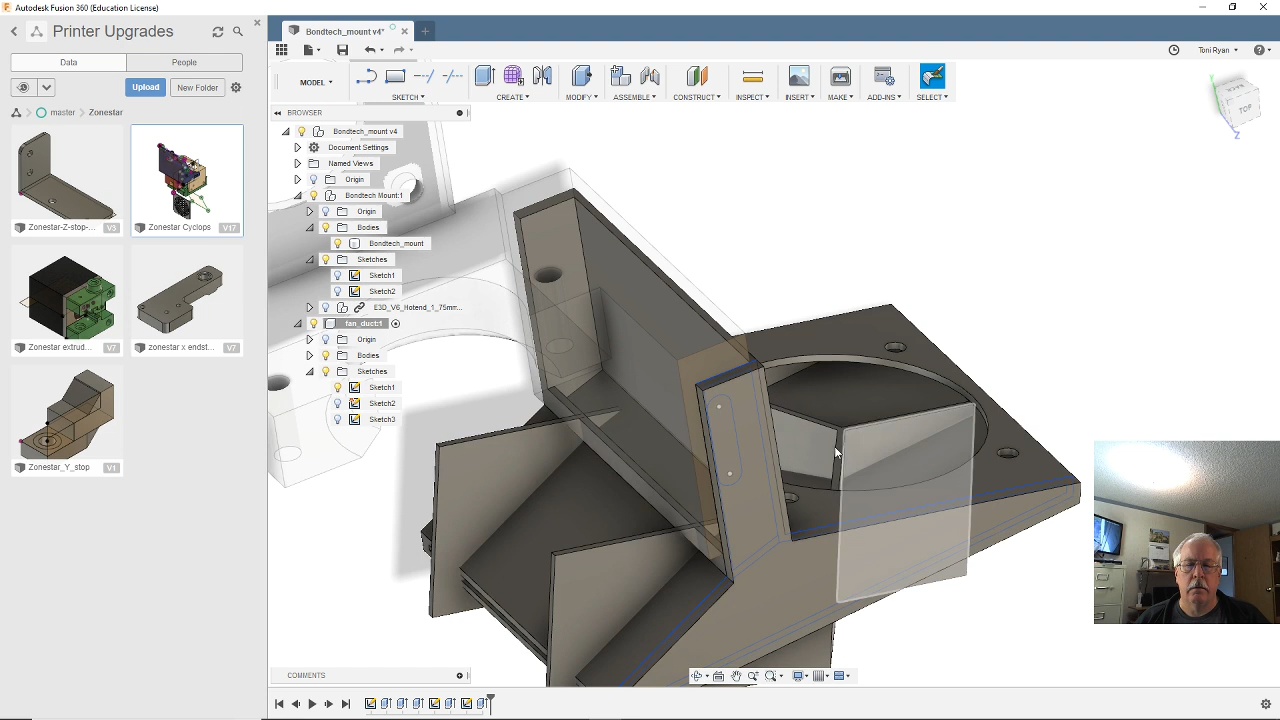 Autodesk Fusion 360 (Education License)
Printer Upgrades
Bondtech_mount v4*
Toni Ryan
Data
People
Upload
New Folder
MODEL
SKETCH
CREATE
MODIFY
ASSEMBLE
CONSTRUCT
INSPECT
INSERT
MAKE
ADD-INS
SELECT
master
Zonestar
TOP
BROWSER
Bondtech_mount v4
Document Settings
Named Views
Origin
Bondtech Mount:1
Origin
Bodies
Bondtech_mount
Sketches
Sketch1
Sketch2
E3D_V6_Hotend_1_75mm...
fan_duct:1
Origin
Bodies
Sketches
Sketch1
Sketch2
Sketch3
Zonestar-Z-stop-...
V3
Zonestar Cyclops
V17
Zonestar extrud...
V7
zonestar x endst...
V7
Zonestar_Y_stop
V1
COMMENTS